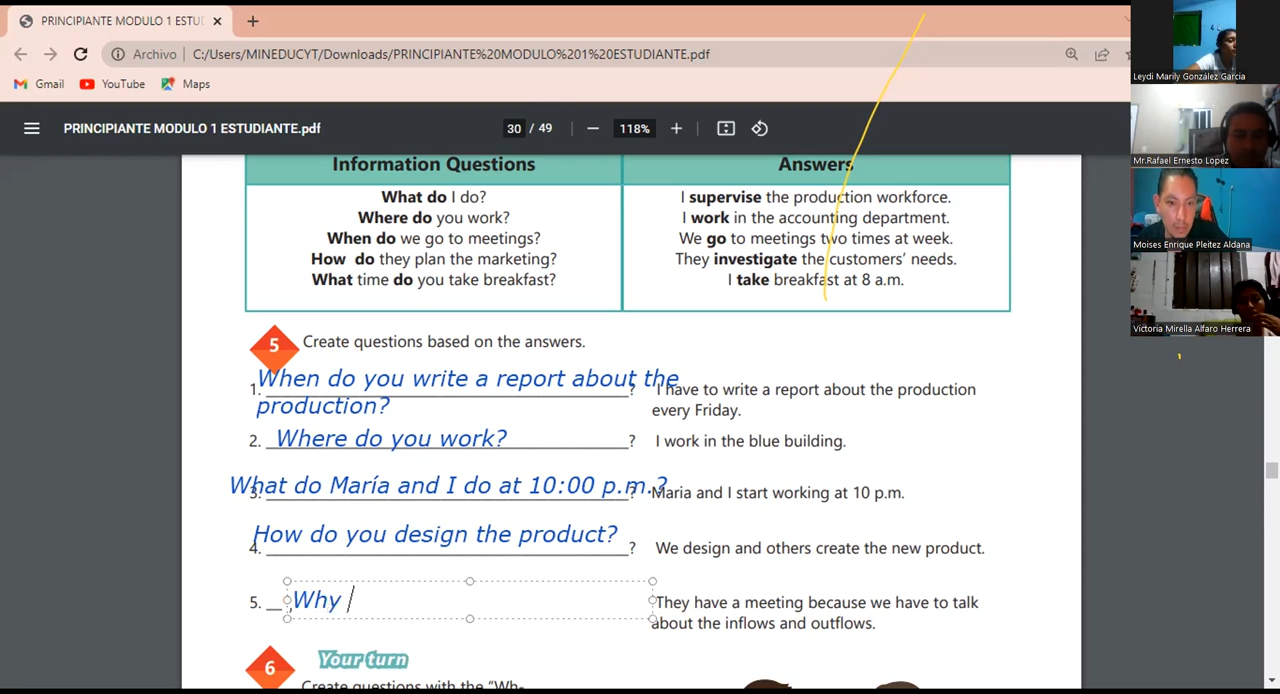 PRINCIPIANTE MODULO 1 ESTU
Archivo C:/Users/MINEDUCYT/Downloads/PRINCIPIANTE%20MODULO%201%20ESTUDIANTE.pdf
Gmail YouTube Maps
PRINCIPIANTE MODULO 1 ESTUDIANTE.pdf 30 / 49 118%
Leydi Marily González Garcia
Mr.Rafael Ernesto Lopez
Moises Enrique Pleitez Aldana
Victoria Mirella Alfaro Herrera
Information Questions Answers
What do I do? I supervise the production workforce.
Where do you work? I work in the accounting department.
When do we go to meetings? We go to meetings two times at week.
How do they plan the marketing? They investigate the customers’ needs.
What time do you take breakfast? I take breakfast at 8 a.m.
5 Create questions based on the answers.
1. When do you write a report about the production? ? I have to write a report about the production
every Friday.
2. Where do you work? ? I work in the blue building.
3. What do María and I do at 10:00 p.m.? ? Maria and I start working at 10 p.m.
4. How do you design the product? ? We design and others create the new product.
5. Why They have a meeting because we have to talk
about the inflows and outflows.
6 Your turn
Create questions with the “Wh-